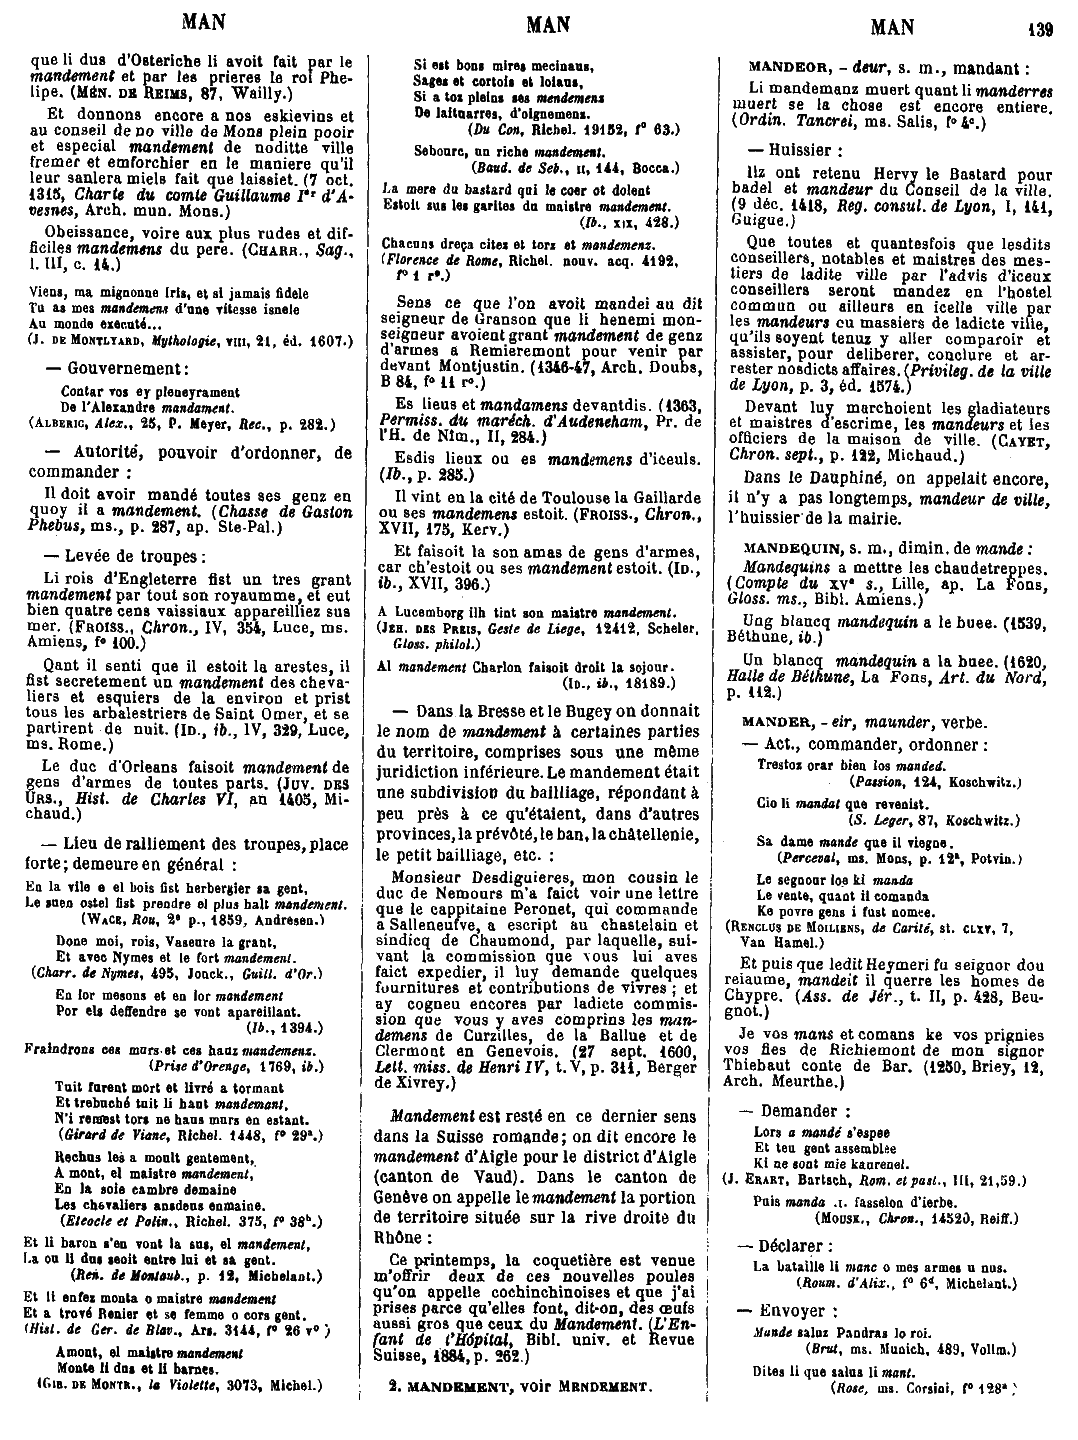 MAN
MAN
MAN
139
que li dus d'Osteriche li avoit fait par le
mandement et par les prieres le roi Phe-
lipe. (MÉN. DE REIMS, 87, Wailly.)
Et donnons encore a nos eskievins et
au conseil de no ville de Mons plein pooir
et especial mandement de noditte ville
fremer et emforchier en le maniere qu'il
leur sanlera miels fait que laissiet. (7 oct.
1315, Charte du comte Guillaume Ier d'A-
vesnes, Arch. mun. Mons.)
Obeissance, voire aux plus rudes et dif-
ficiles mandemens du pere. (CHARR., Sag.,
l. III, c. 14.)
Viens, ma mignonne Iris, et si jamais fidele
Tu as mes mandemens d'une vitesse isnele
Au monde executé...
(J. DE MONTLYARD, Mythologie, VIII, 21, éd. 1607.)
— Gouvernement :
Contar vos ey pleneyrament
De l'Alexandre mandament.
(ALBERIC, Alex., 25, P. Meyer, Rec., p. 282.)
— Autorité, pouvoir d'ordonner, de
commander :
Il doit avoir mandé toutes ses genz en
quoy il a mandement. (Chasse de Gaston
Phebus, ms., p. 287, ap. Ste-Pal.)
— Levée de troupes :
Li rois d'Engleterre fist un tres grant
mandement par tout son royaumme, et eut
bien quatre cens vaissiaux appareilliez sus
mer. (FROISS., Chron., IV, 354, Luce, ms.
Amiens, f° 100.)
Qant il senti que il estoit la arestes, il
fist secretement un mandement des cheva-
liers et esquiers de la environ et prist
tous les arbalestriers de Saint Omer, et se
partirent de nuit. (ID., ib., IV, 329, Luce,
ms. Rome.)
Le duc d'Orleans faisoit mandement de
gens d'armes de toutes parts. (JUV. DES
URS., Hist. de Charles VI, an 1405, Mi-
chaud.)
— Lieu de ralliement des troupes, place
forte; demeure en général :
En la vile e el bois fist herbergier sa gent,
Le suen ostel fist prendre el plus halt mandement.
(WACE, Rou, 2e p., 1859, Andresen.)
Done moi, rois, Vaseure la grant,
Et avec Nymes et le fort mandement.
(Charr. de Nymes, 495, Jonck., Guill. d'Or.)
En lor mesons et en lor mandement
Por els deffendre se vont apareillant.
(Ib., 1394.)
Fraindrons ces murs et ces hauz mandemenz.
(Prise d'Orenge, 1769, ib.)
Tuit furent mort et livré a tormant
Et trebuché tuit li haut mandemant,
N'i remest tors ne haus murs en estant.
(Girard de Viane, Richel. 1448, f° 29a.)
Rechus les a moult gentement,
A mont, el maistre mandement,
En la soie cambre demaine
Les chevaliers ansdeus enmaine.
(Eteocle et Polin., Richel. 375, f° 38b.)
Et li baron s'en vont la sus, el mandement,
La ou li dus seoit entre lui et sa gent.
(Ren. de Montaub., p. 12, Michelant.)
Et li enfez monta o maistre mandement
Et a trové Renier et se femme o cors gent.
(Hist. de Ger. de Blav., Ars. 3144, f° 26 v°)
Amont, el maistre mandement
Monte li dus et li barnes.
(GIB. DE MONTR., la Violette, 3073, Michel.)
Si est bons mires mecinaus,
Sages et cortois et loiaus,
Si a toz pleins ses mendemens
De laituarres, d'oignemens.
(Du Con, Richel. 19152, f° 63.)
Sebourc, un riche mandement.
(Baud. de Seb., II, 144, Bocca.)
La mere du bastard qui le coer ot dolent
Estoit sus les garites du maistre mandement.
(Ib., XIX, 428.)
Chacuns dreça cites et torz et mandemenz.
(Florence de Rome, Richel. nouv. acq. 4192,
f° 1 r°.)
Sens ce que l'on avoit mandei au dit
seigneur de Granson que li henemi mon-
seigneur avoient grant mandement de genz
d'armes a Remieremont pour venir par
devant Montjustin. (1346-47, Arch. Doubs,
B 84, f° 11 r°.)
Es lieus et mandamens devantdis. (1363,
Permiss. du maréch. d'Audeneham, Pr. de
l'H. de Nîm., II, 284.)
Esdis lieux ou es mandemens d'iceuls.
(Ib., p. 285.)
Il vint en la cité de Toulouse la Gaillarde
ou ses mandemens estoit. (FROISS., Chron.,
XVII, 175, Kerv.)
Et faisoit la son amas de gens d'armes,
car ch'estoit ou ses mandement estoit. (ID.,
ib., XVII, 396.)
A Lucemborg ilh tint son maistre mandement.
(JEH. DES PREIS, Geste de Liege, 12412, Scheler,
Gloss. philol.)
Al mandement Charlon faisoit droit la sojour.
(ID., ib., 18189.)
— Dans la Bresse et le Bugey on donnait
le nom de mandement à certaines parties
du territoire, comprises sous une même
juridiction inférieure. Le mandement était
une subdivision du bailliage, répondant à
peu près à ce qu'étaient, dans d'autres
provinces, la prévôté, le ban, la châtellenie,
le petit bailliage, etc. :
Monsieur Desdiguieres, mon cousin le
duc de Nemours m'a faict voir une lettre
que le cappitaine Peronet, qui commande
a Salleneufve, a escript au chastelain et
sindicq de Chaumond, par laquelle, sui-
vant la commission que vous lui aves
faict expedier, il luy demande quelques
fournitures et contributions de vivres ; et
ay cogneu encores par ladicte commis-
sion que vous y aves comprins les man-
demens de Curzilles, de la Ballue et de
Clermont en Genevois. (27 sept. 1600,
Lett. miss. de Henri IV, t. V, p. 311, Berger
de Xivrey.)
Mandement est resté en ce dernier sens
dans la Suisse romande; on dit encore le
mandement d'Aigle pour le district d'Aigle
(canton de Vaud). Dans le canton de
Genève on appelle le mandement la portion
de territoire située sur la rive droite du
Rhône :
Ce printemps, la coquetière est venue
m'offrir deux de ces nouvelles poules
qu'on appelle cochinchinoises et que j'ai
prises parce qu'elles font, dit-on, des œufs
aussi gros que ceux du Mandement. (L'En-
fant de l'Hôpital, Bibl. univ. et Revue
Suisse, 1884, p. 262.)
2. MANDEMENT, voir MENDEMENT.
MANDEOR, - deur, s. m., mandant :
Li mandemanz muert quant li manderres
muert se la chose est encore entiere.
(Ordin. Tancrei, ms. Salis, f° 4c.)
— Huissier :
Ilz ont retenu Hervy le Bastard pour
badel et mandeur du Conseil de la ville.
(9 déc. 1418, Reg. consul. de Lyon, I, 141,
Guigue.)
Que toutes et quantesfois que lesdits
conseillers, notables et maistres des mes-
tiers de ladite ville par l'advis d'iceux
conseillers seront mandez en l'hostel
commun ou ailleurs en icelle ville par
les mandeurs cu massiers de ladicte ville,
qu'ils soyent tenuz y aller comparoir et
assister, pour deliberer, conclure et ar-
rester nosdicts affaires. (Privileg. de la ville
de Lyon, p. 3, éd. 1574.)
Devant luy marchoient les gladiateurs
et maistres d'escrime, les mandeurs et les
officiers de la maison de ville. (CAYET,
Chron. sept., p. 122, Michaud.)
Dans le Dauphiné, on appelait encore,
il n'y a pas longtemps, mandeur de ville,
l'huissier de la mairie.
MANDEQUIN, s. m., dimin. de mande :
Mandequins a mettre les chaudetreppes.
(Compte du XVe s., Lille, ap. La Fons,
Gloss. ms., Bibl. Amiens.)
Ung blancq mandequin a le buee. (1539,
Béthune, ib.)
Un blancq mandequin a la buee. (1620,
Halle de Béthune, La Fons, Art. du Nord,
p. 112.)
MANDER, - eir, maunder, verbe.
— Act., commander, ordonner :
Trestoz orar bien los manded.
(Passion, 124, Koschwitz.)
Cio li mandat que revenist.
(S. Leger, 87, Koschwitz.)
Sa dame mande que il viegne.
(Perceval, ms. Mons, p. 12a, Potvin.)
Le segnour los ki manda
Le vente, quant il comanda
Ke povre gens i fust nomee.
(RENCLUS DE MOILIENS, de Carité, st. CLXV, 7,
Van Hamel.)
Et puis que ledit Heymeri fu seignor dou
reiaume, mandeit il querre les homes de
Chypre. (Ass. de Jér., t. II, p. 428, Beu-
gnot.)
Je vos mans et comans ke vos prignies
vos fies de Richiemont de mon signor
Thiebaut conte de Bar. (1250, Briey, 12,
Arch. Meurthe.)
— Demander :
Lors a mandé s'espee
Et teu gent assemblee
Ki ne sont mie kaurenel.
(J. ERART, Bartsch, Rom. et past., III, 21,59.)
Puis manda .I. fasselon d'ierbe.
(MOUSK., Chron., 14520, Reiff.)
— Déclarer :
La bataille li manc o mes armes u nus.
(Roum. d'Alix., f° 6d, Michelant.)
— Envoyer :
Mande saluz Pandras lo roi.
(Brut, ms. Munich, 489, Vollm.)
Dites li que salus li mant.
(Rose, ms. Corsini, f° 128a.)